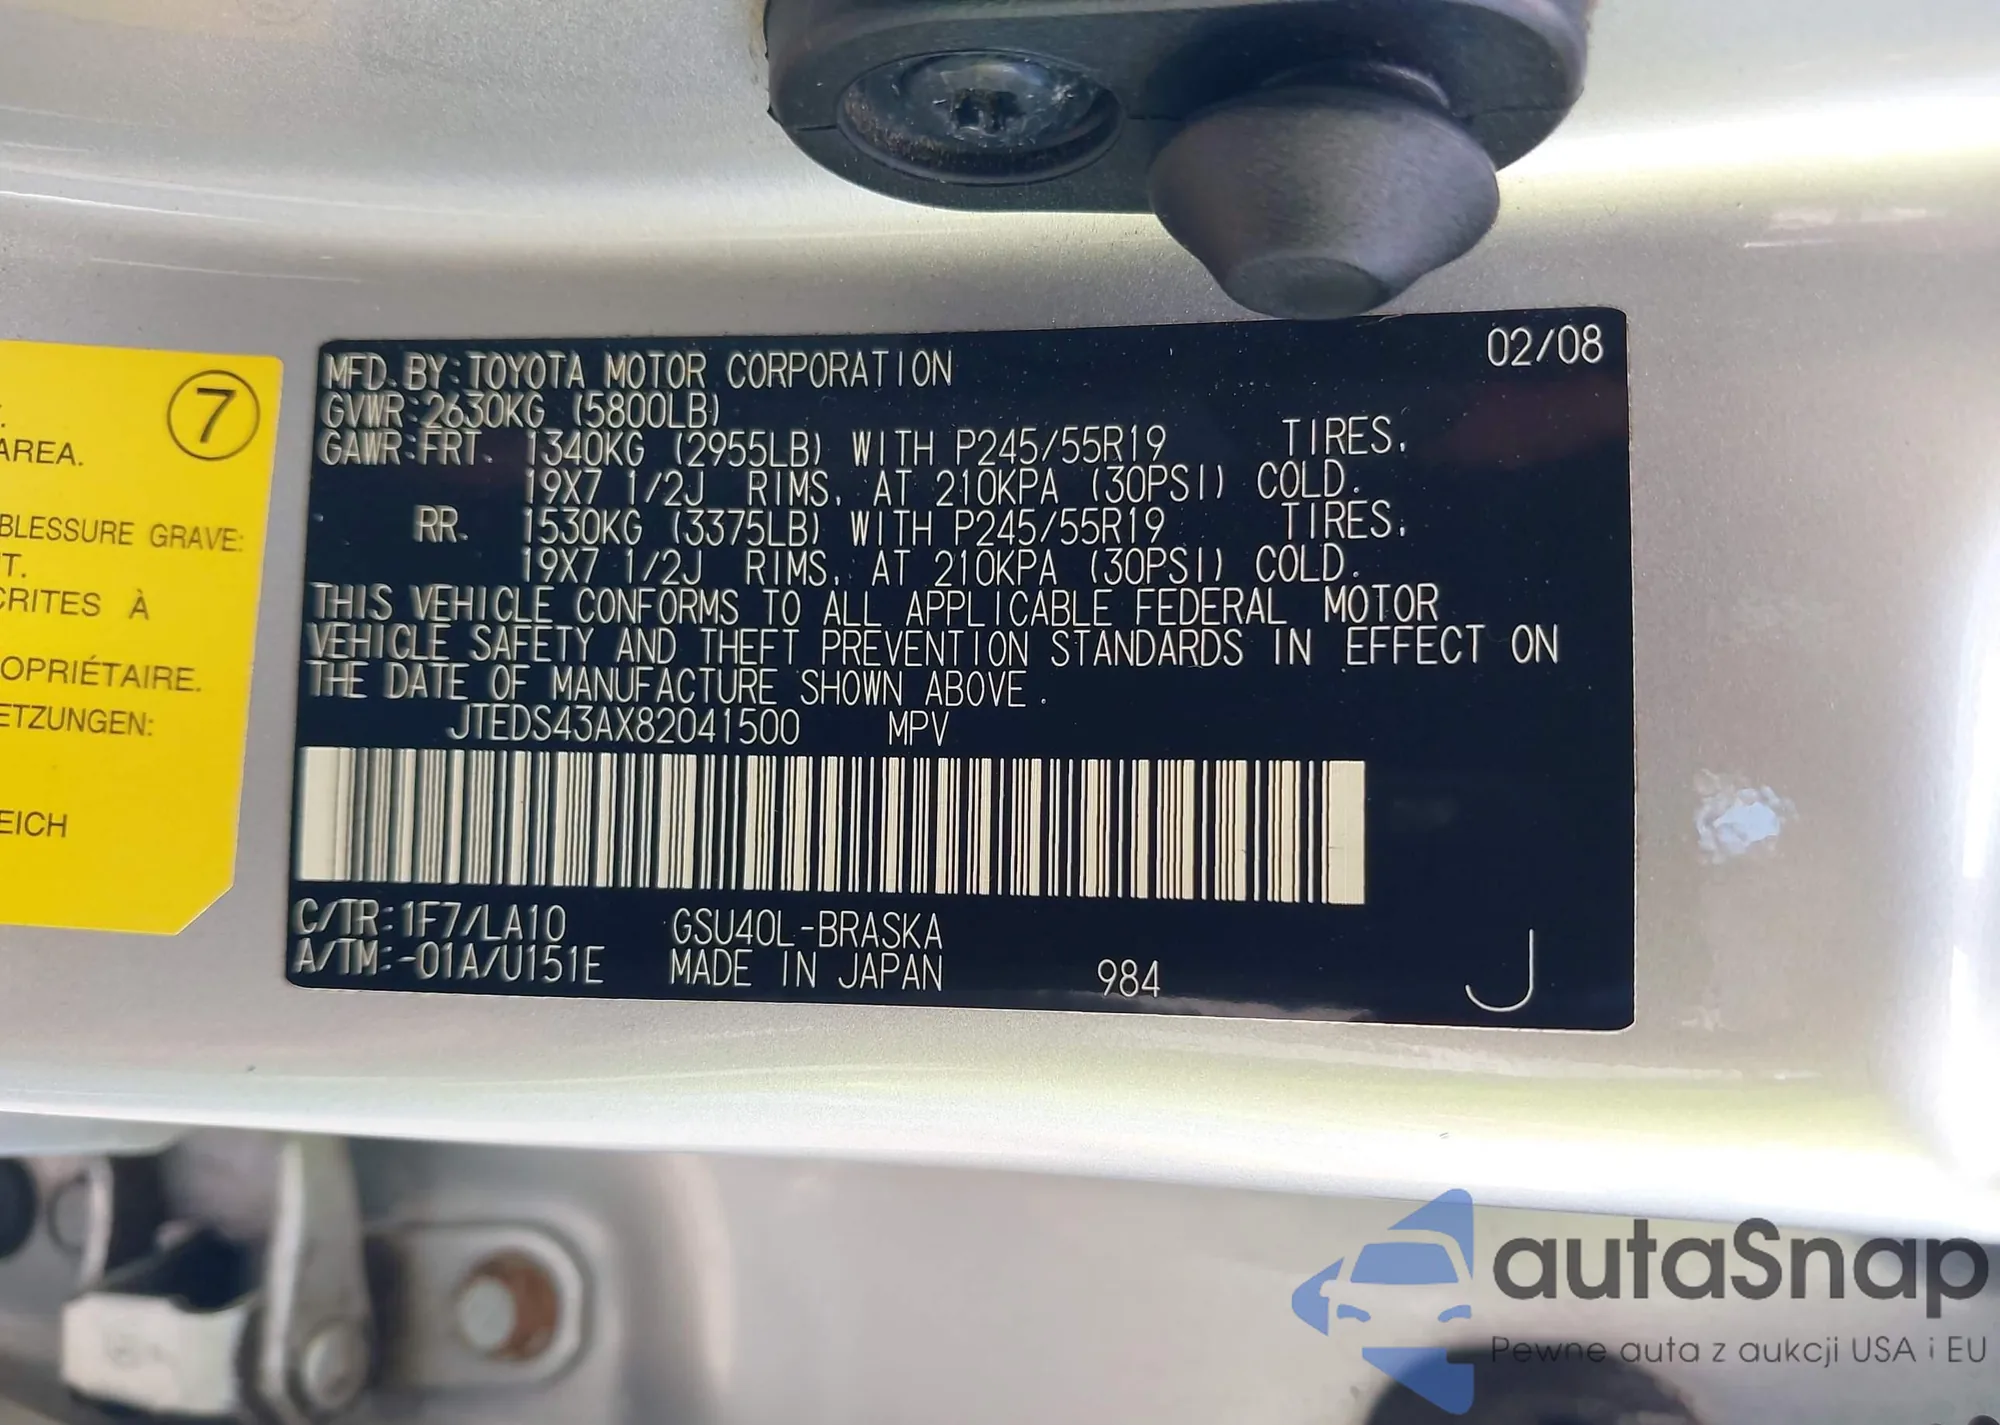 7
.
AREA.
BLESSURE GRAVE:
T.
CRITES À
OPRIÉTAIRE.
ETZUNGEN:
EICH
02/08
MFD. BY: TOYOTA MOTOR CORPORATION
GVWR: 2630KG (5800LB)
GAWR: FRT. 1340KG (2955LB) WITH P245/55R19 TIRES,
19X7 1/2J RIMS, AT 210KPA (30PSI) COLD.
RR. 1530KG (3375LB) WITH P245/55R19 TIRES,
19X7 1/2J RIMS, AT 210KPA (30PSI) COLD.
THIS VEHICLE CONFORMS TO ALL APPLICABLE FEDERAL MOTOR
VEHICLE SAFETY AND THEFT PREVENTION STANDARDS IN EFFECT ON
THE DATE OF MANUFACTURE SHOWN ABOVE.
JTEDS43AX82041500 MPV
C/TR: 1F7/LA10 GSU40L-BRASKA
A/TM: -01A/U151E MADE IN JAPAN 984 J
autaSnap
Pewne auta z aukcji USA i EU